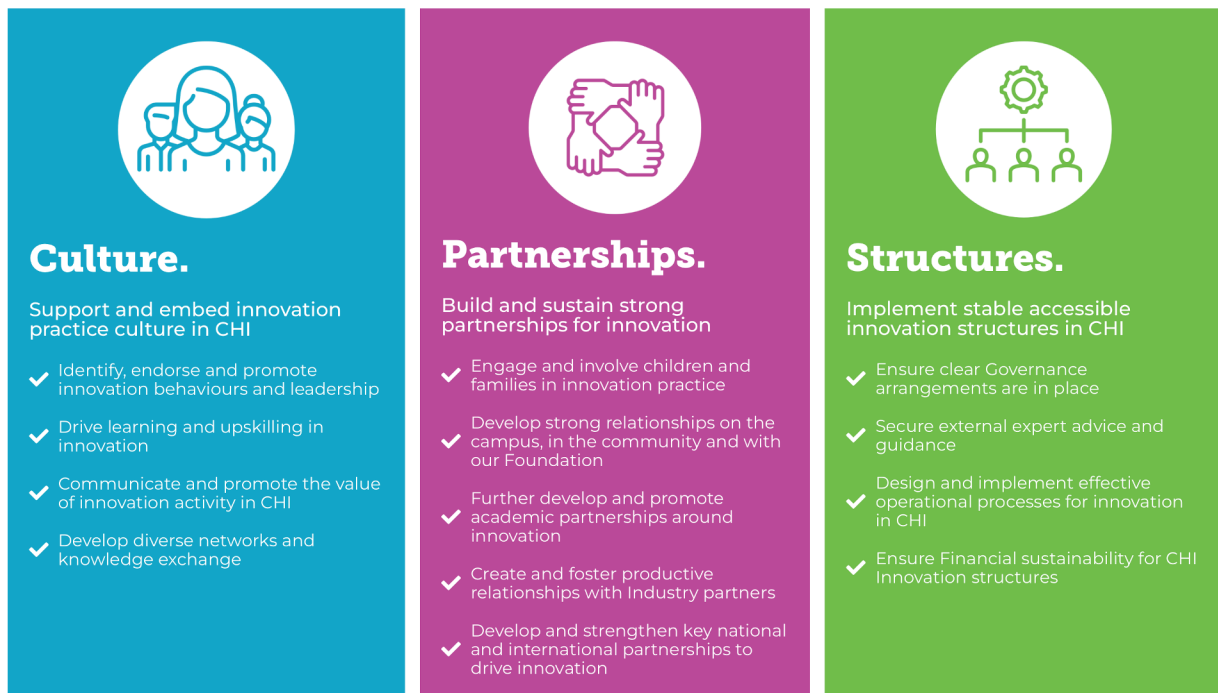 Culture.
Support and embed innovation
practice culture in CHI
Identify, endorse and promote
innovation behaviours and leadership
Drive learning and upskilling in
innovation
Communicate and promote the value
of innovation activity in CHI
Develop diverse networks and
knowledge exchange
Partnerships.
Build and sustain strong
partnerships for innovation
Engage and involve children and
families in innovation practice
Develop strong relationships on the
campus, in the community and with
our Foundation
Further develop and promote
academic partnerships around
innovation
Create and foster productive
relationships with Industry partners
Develop and strengthen key national
and international partnerships to
drive innovation
Structures.
Implement stable accessible
innovation structures in CHI
Ensure clear Governance
arrangements are in place
Secure external expert advice and
guidance
Design and implement effective
operational processes for innovation
in CHI
Ensure Financial sustainability for CHI
Innovation structures